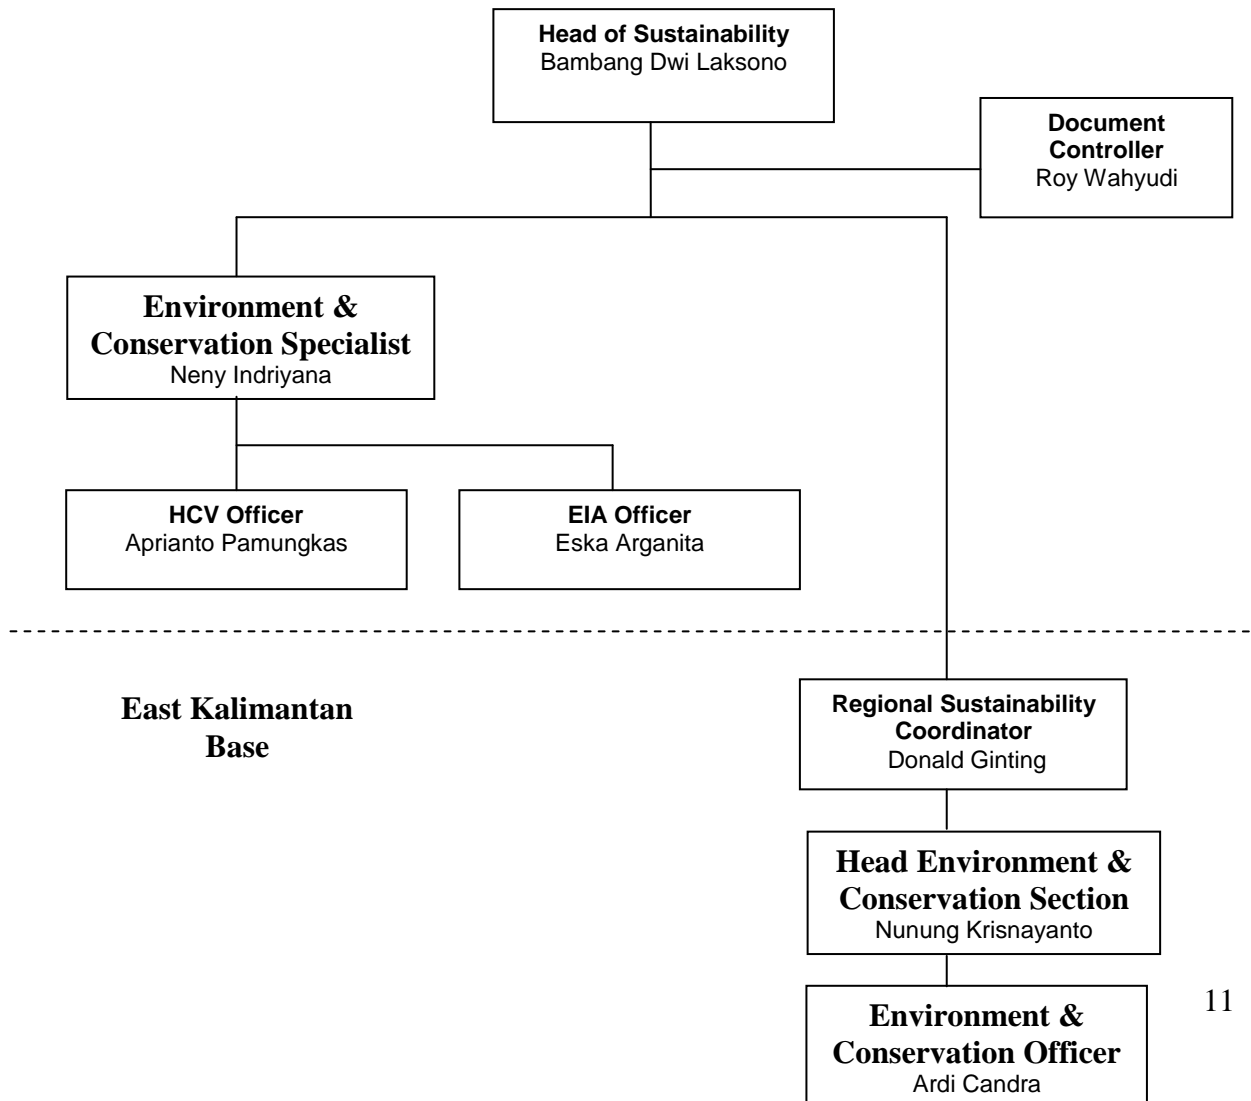 Head of Sustainability
Bambang Dwi Laksono
Document
Controller
Roy Wahyudi
Environment &
Conservation Specialist
Neny Indriyana
HCV Officer
Aprianto Pamungkas
EIA Officer
Eska Arganita
East Kalimantan
Base
Regional Sustainability
Coordinator
Donald Ginting
Head Environment &
Conservation Section
Nunung Krisnayanto
Environment &
Conservation Officer
Ardi Candra
11